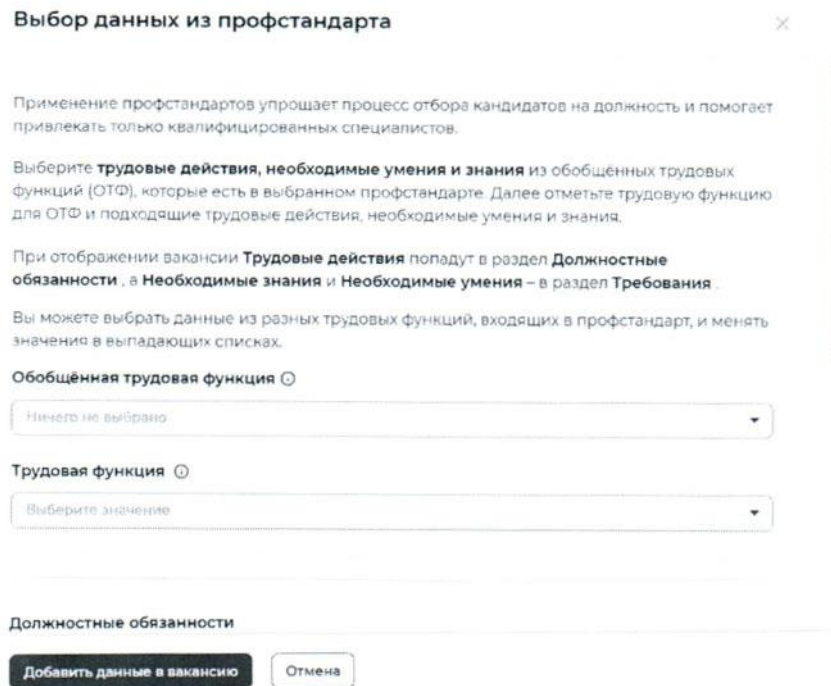 Выбор данных из профстандарта
Применение профстандартов упрощает процесс отбора кандидатов на должность и помогает
привлекать только квалифицированных специалистов.
Выберите трудовые действия, необходимые умения и знания из обобщённых трудовых
функций (ОТФ), которые есть в выбранном профстандарте. Далее отметьте трудовую функцию
для ОТФ и подходящие трудовые действия, необходимые умения и знания.
При отображении вакансии Трудовые действия попадут в раздел Должностные
обязанности , а Необходимые знания и Необходимые умения – в раздел Требования .
Вы можете выбрать данные из разных трудовых функций, входящих в профстандарт, и менять
значения в выпадающих списках.
Обобщённая трудовая функция
Ничего не выбрано
Трудовая функция
Выберите значение
Должностные обязанности
Добавить данные в вакансию Отмена